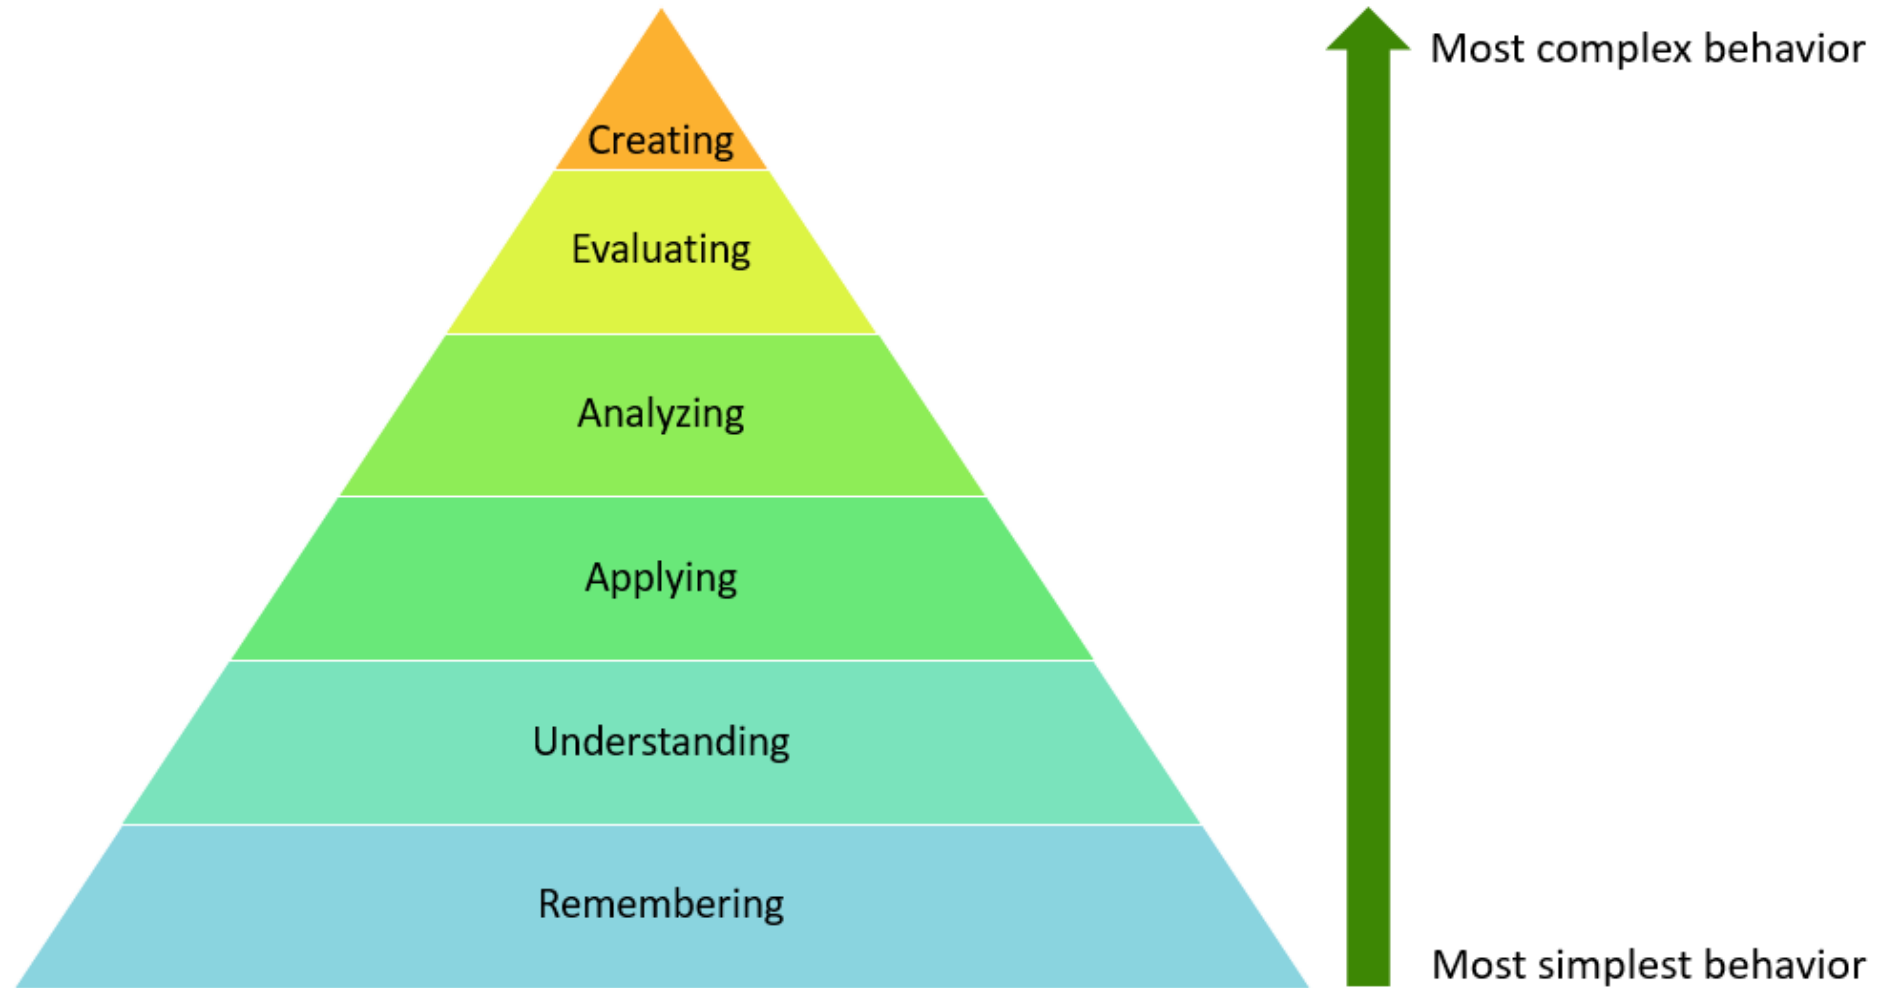 Most complex behavior
Creating
Evaluating
Analyzing
Applying
Understanding
Remembering
Most simplest behavior